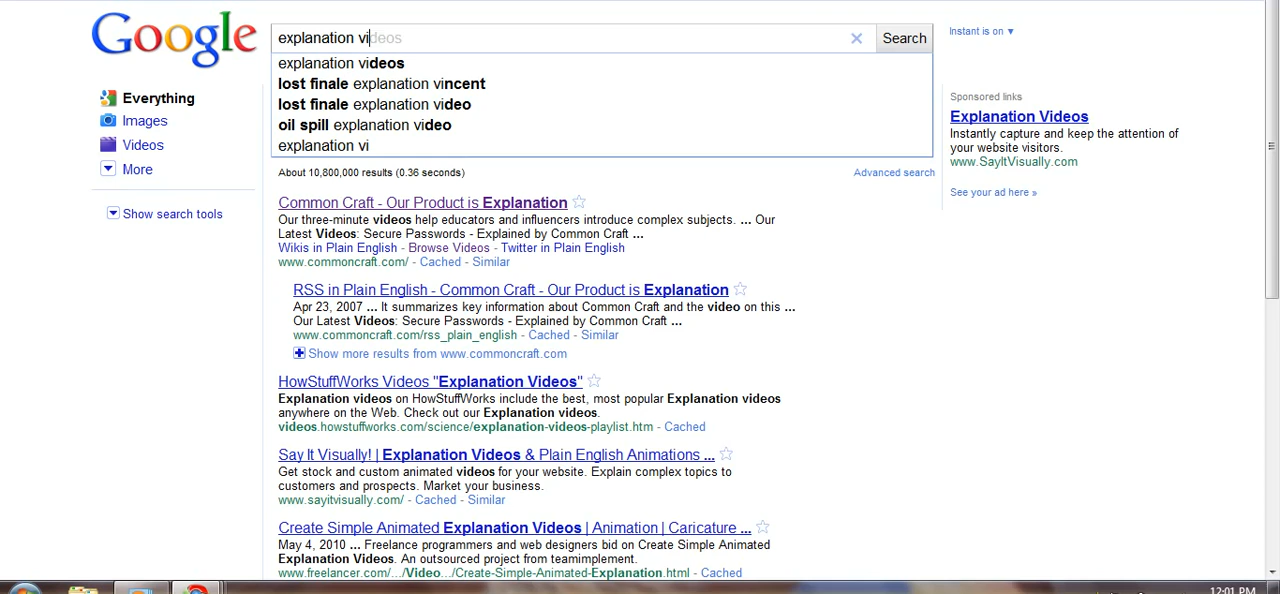 Google
explanation videos
Search
Instant is on ▼
explanation videos
lost finale explanation vincent
lost finale explanation video
oil spill explanation video
explanation vi
Everything
Images
Videos
More
Show search tools
About 10,800,000 results (0.36 seconds)
Advanced search
Common Craft - Our Product is Explanation
Our three-minute videos help educators and influencers introduce complex subjects. ... Our
Latest Videos: Secure Passwords - Explained by Common Craft ...
Wikis in Plain English - Browse Videos - Twitter in Plain English
www.commoncraft.com/ - Cached - Similar
RSS in Plain English - Common Craft - Our Product is Explanation
Apr 23, 2007 ... It summarizes key information about Common Craft and the video on this ...
Our Latest Videos: Secure Passwords - Explained by Common Craft ...
www.commoncraft.com/rss_plain_english - Cached - Similar
Show more results from www.commoncraft.com
HowStuffWorks Videos "Explanation Videos"
Explanation videos on HowStuffWorks include the best, most popular Explanation videos
anywhere on the Web. Check out our Explanation videos.
videos.howstuffworks.com/science/explanation-videos-playlist.htm - Cached
Say It Visually! | Explanation Videos & Plain English Animations ...
Get stock and custom animated videos for your website. Explain complex topics to
customers and prospects. Market your business.
www.sayitvisually.com/ - Cached - Similar
Create Simple Animated Explanation Videos | Animation | Caricature ...
May 4, 2010 ... Freelance programmers and web designers bid on Create Simple Animated
Explanation Videos. An outsourced project from teamimplement.
www.freelancer.com/.../Video.../Create-Simple-Animated-Explanation.html - Cached
Sponsored links
Explanation Videos
Instantly capture and keep the attention of
your website visitors.
www.SayItVisually.com
See your ad here »
12:01 PM